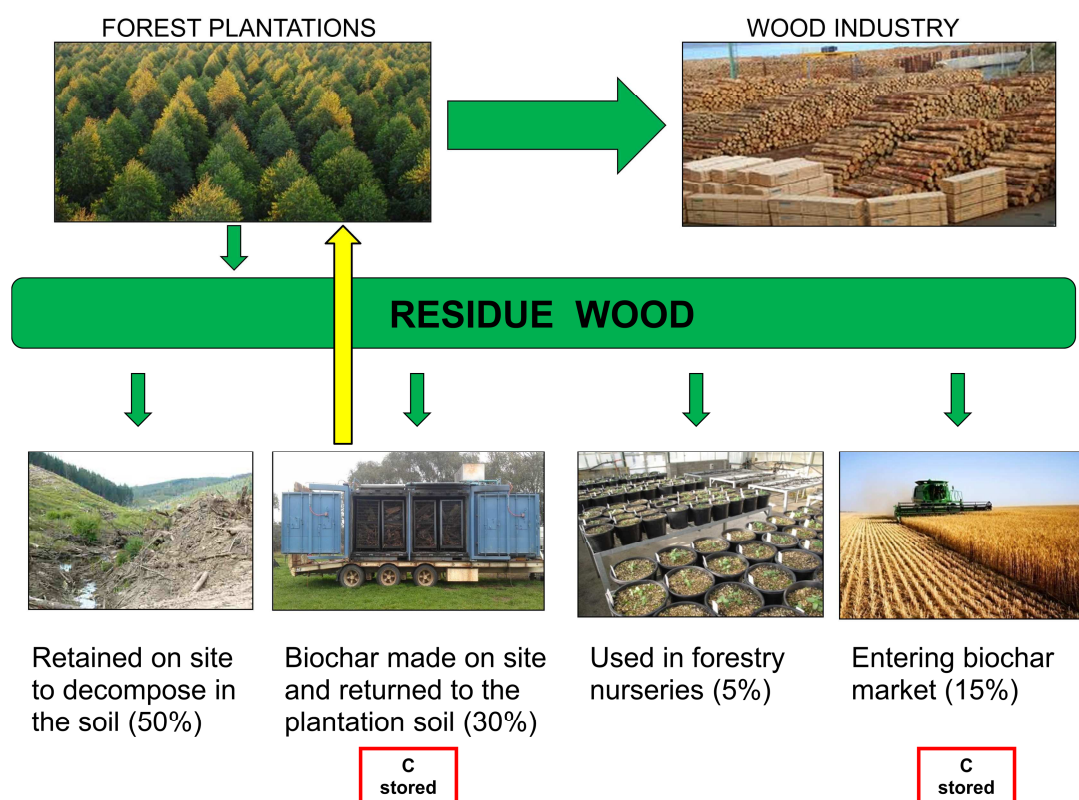 FOREST PLANTATIONS
WOOD INDUSTRY
RESIDUE WOOD
Retained on site
to decompose in
the soil (50%)
Biochar made on site
and returned to the
plantation soil (30%)
Used in forestry
nurseries (5%)
Entering biochar
market (15%)
C
stored
C
stored